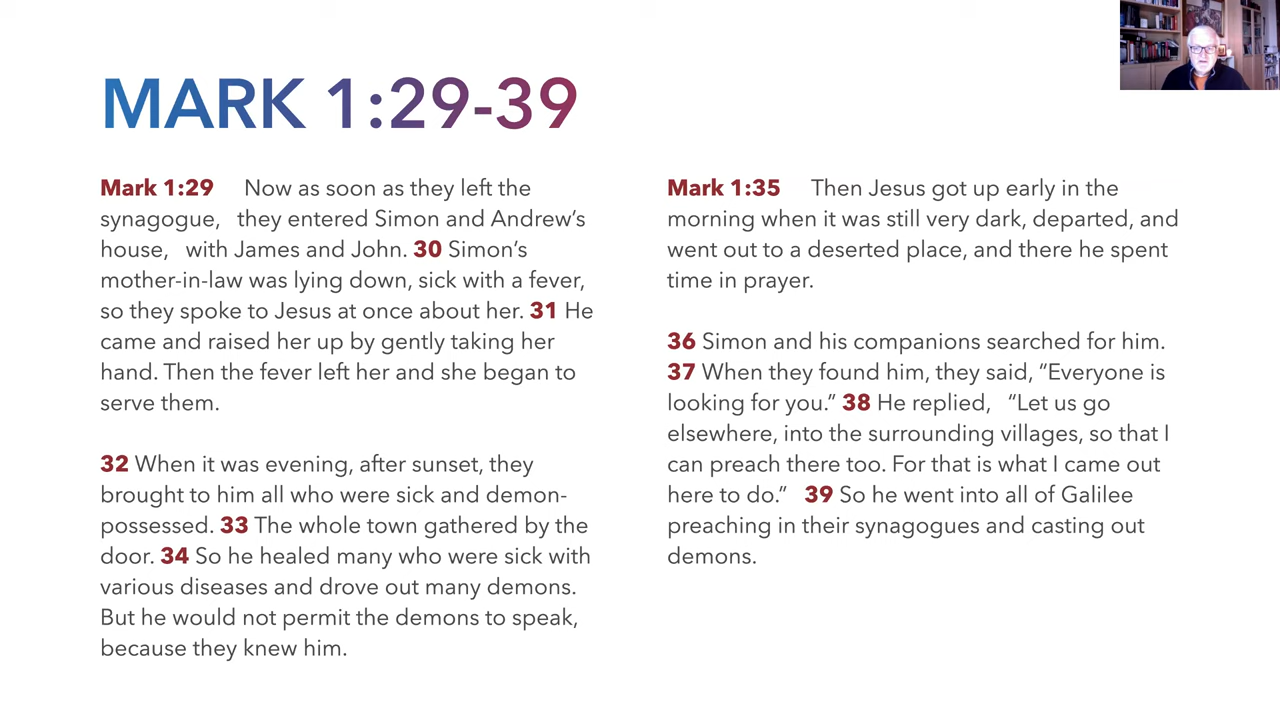 MARK 1:29-39
Mark 1:29 Now as soon as they left the
synagogue, they entered Simon and Andrew’s
house, with James and John. 30 Simon’s
mother-in-law was lying down, sick with a fever,
so they spoke to Jesus at once about her. 31 He
came and raised her up by gently taking her
hand. Then the fever left her and she began to
serve them.
32 When it was evening, after sunset, they
brought to him all who were sick and demon-
possessed. 33 The whole town gathered by the
door. 34 So he healed many who were sick with
various diseases and drove out many demons.
But he would not permit the demons to speak,
because they knew him.
Mark 1:35 Then Jesus got up early in the
morning when it was still very dark, departed, and
went out to a deserted place, and there he spent
time in prayer.
36 Simon and his companions searched for him.
37 When they found him, they said, “Everyone is
looking for you.” 38 He replied, “Let us go
elsewhere, into the surrounding villages, so that I
can preach there too. For that is what I came out
here to do.” 39 So he went into all of Galilee
preaching in their synagogues and casting out
demons.